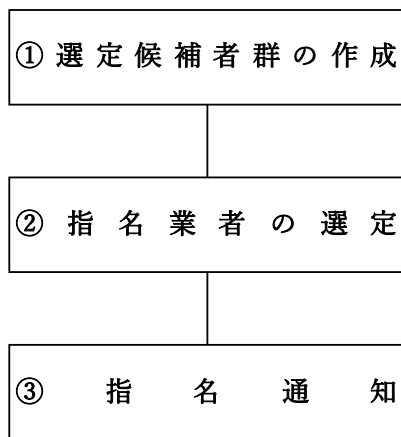 ①選定候補者群の作成
②指名業者の選定
③指名通知